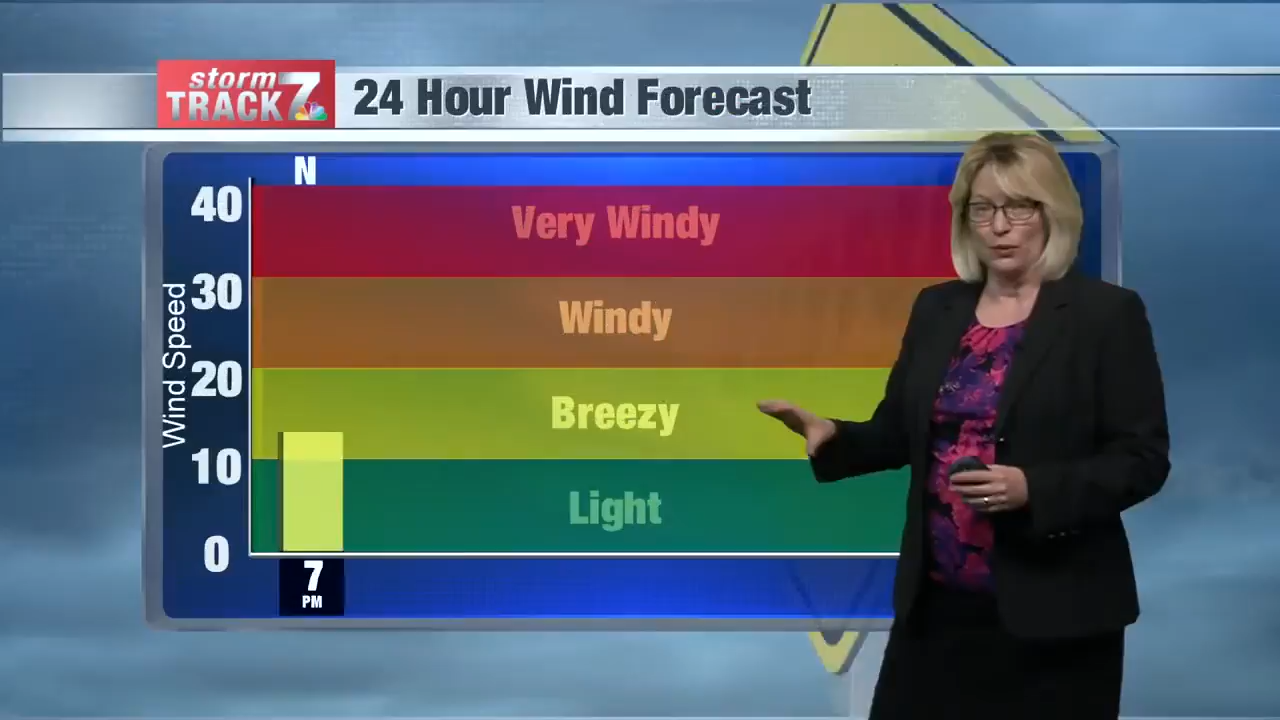 storm
TRACK 7
24 Hour Wind Forecast
N
40
Very Windy
30
Windy
Wind Speed
20
Breezy
10
Light
0
7
PM